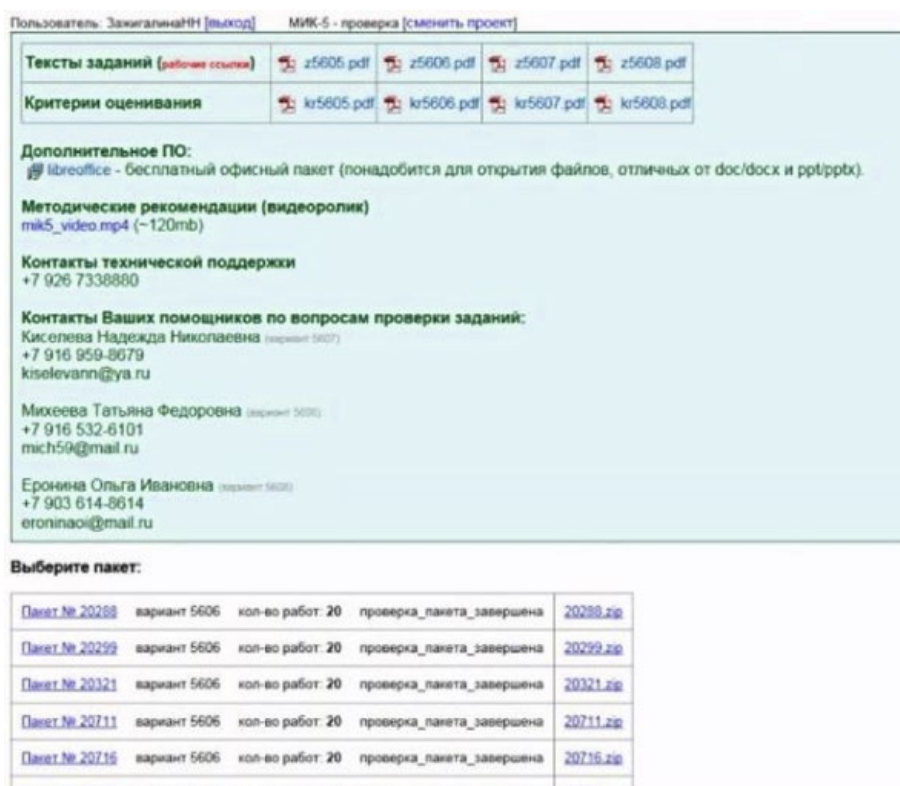 Пользователь: ЗажигалинаНН [выход] МИК-5 - проверка [сменить проект]
Тексты заданий (рабочие ссылки) z5605.pdf z5606.pdf z5607.pdf z5608.pdf
Критерии оценивания kr5605.pdf kr5606.pdf kr5607.pdf kr5608.pdf
Дополнительное ПО:
libreoffice - бесплатный офисный пакет (понадобится для открытия файлов, отличных от doc/docx и ppt/pptx).
Методические рекомендации (видеоролик)
mik5_video.mp4 (~120mb)
Контакты технической поддержки
+7 926 7338880
Контакты Ваших помощников по вопросам проверки заданий:
Киселева Надежда Николаевна (вариант 5607)
+7 916 959-8679
kiselevann@ya.ru
Михеева Татьяна Федоровна (вариант
+7 916 532-6101
mich59@mail.ru
Еронина Ольга Ивановна (вариант
+7 903 614-8614
eroninaoi@mail.ru
Выберите пакет:
Пакет № 20288 вариант 5606 кол-во работ: 20 проверка_пакета_завершена 20288.zip
Пакет № 20299 вариант 5606 кол-во работ: 20 проверка_пакета_завершена 20299.zip
Пакет № 20321 вариант 5606 кол-во работ: 20 проверка_пакета_завершена 20321.zip
Пакет № 20711 вариант 5606 кол-во работ: 20 проверка_пакета_завершена 20711.zip
Пакет № 20716 вариант 5606 кол-во работ: 20 проверка_пакета_завершена 20716.zip